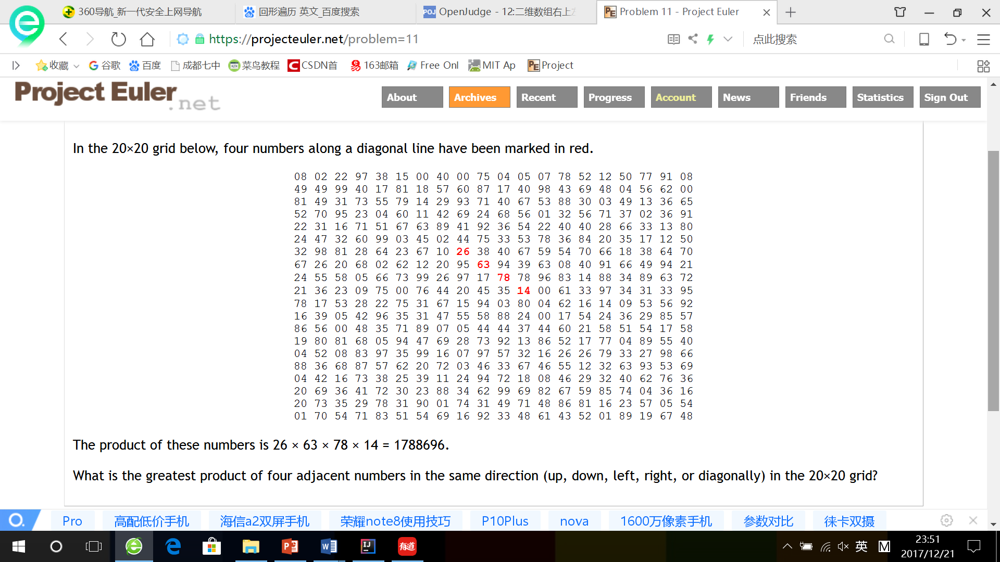 360导航_新一代安全上网导航
回形遍历 英文_百度搜索
POJ OpenJudge - 12:二维数组右上左
PE Problem 11 - Project Euler
https://projecteuler.net/problem=11
点此搜索
收藏 谷歌 百度 成都七中 菜鸟教程 CSDN首 163邮箱 Free Onl MIT Ap Project
Project Euler.net
About Archives Recent Progress Account News Friends Statistics Sign Out
In the 20×20 grid below, four numbers along a diagonal line have been marked in red.
08 02 22 97 38 15 00 40 00 75 04 05 07 78 52 12 50 77 91 08
49 49 99 40 17 81 18 57 60 87 17 40 98 43 69 48 04 56 62 00
81 49 31 73 55 79 14 29 93 71 40 67 53 88 30 03 49 13 36 65
52 70 95 23 04 60 11 42 69 24 68 56 01 32 56 71 37 02 36 91
22 31 16 71 51 67 63 89 41 92 36 54 22 40 40 28 66 33 13 80
24 47 32 60 99 03 45 02 44 75 33 53 78 36 84 20 35 17 12 50
32 98 81 28 64 23 67 10 26 38 40 67 59 54 70 66 18 38 64 70
67 26 20 68 02 62 12 20 95 63 94 39 63 08 40 91 66 49 94 21
24 55 58 05 66 73 99 26 97 17 78 78 96 83 14 88 34 89 63 72
21 36 23 09 75 00 76 44 20 45 35 14 00 61 33 97 34 31 33 95
78 17 53 28 22 75 31 67 15 94 03 80 04 62 16 14 09 53 56 92
16 39 05 42 96 35 31 47 55 58 88 24 00 17 54 24 36 29 85 57
86 56 00 48 35 71 89 07 05 44 44 37 44 60 21 58 51 54 17 58
19 80 81 68 05 94 47 69 28 73 92 13 86 52 17 77 04 89 55 40
04 52 08 83 97 35 99 16 07 97 57 32 16 26 26 79 33 27 98 66
88 36 68 87 57 62 20 72 03 46 33 67 46 55 12 32 63 93 53 69
04 42 16 73 38 25 39 11 24 94 72 18 08 46 29 32 40 62 76 36
20 69 36 41 72 30 23 88 34 62 99 69 82 67 59 85 74 04 36 16
20 73 35 29 78 31 90 01 74 31 49 71 48 86 81 16 23 57 05 54
01 70 54 71 83 51 54 69 16 92 33 48 61 43 52 01 89 19 67 48
The product of these numbers is 26 × 63 × 78 × 14 = 1788696.
What is the greatest product of four adjacent numbers in the same direction (up, down, left, right, or diagonally) in the 20×20 grid?
Pro 高配低价手机 海信a2双屏手机 荣耀note8使用技巧 P10Plus nova 1600万像素手机 参数对比 徕卡双摄
有道
英
M
23:51
2017/12/21